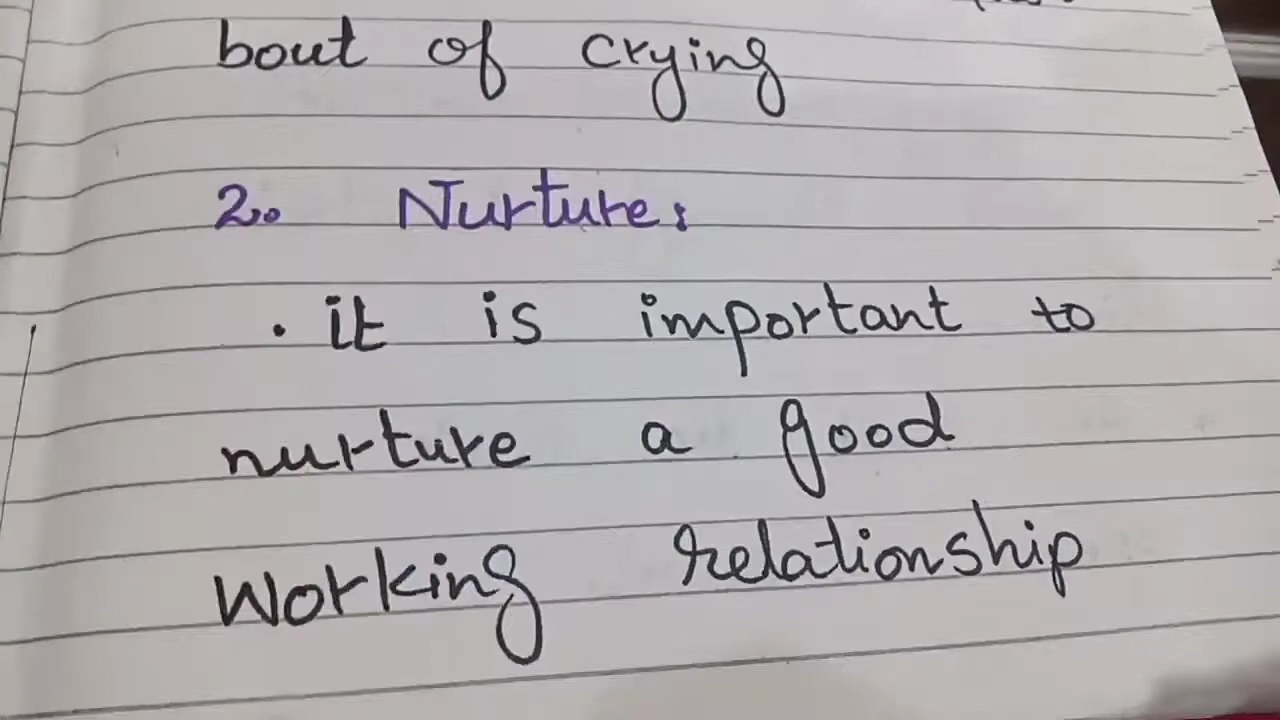 bout of crying
2. Nurture:
• it is important to
nurture a good
working relationship